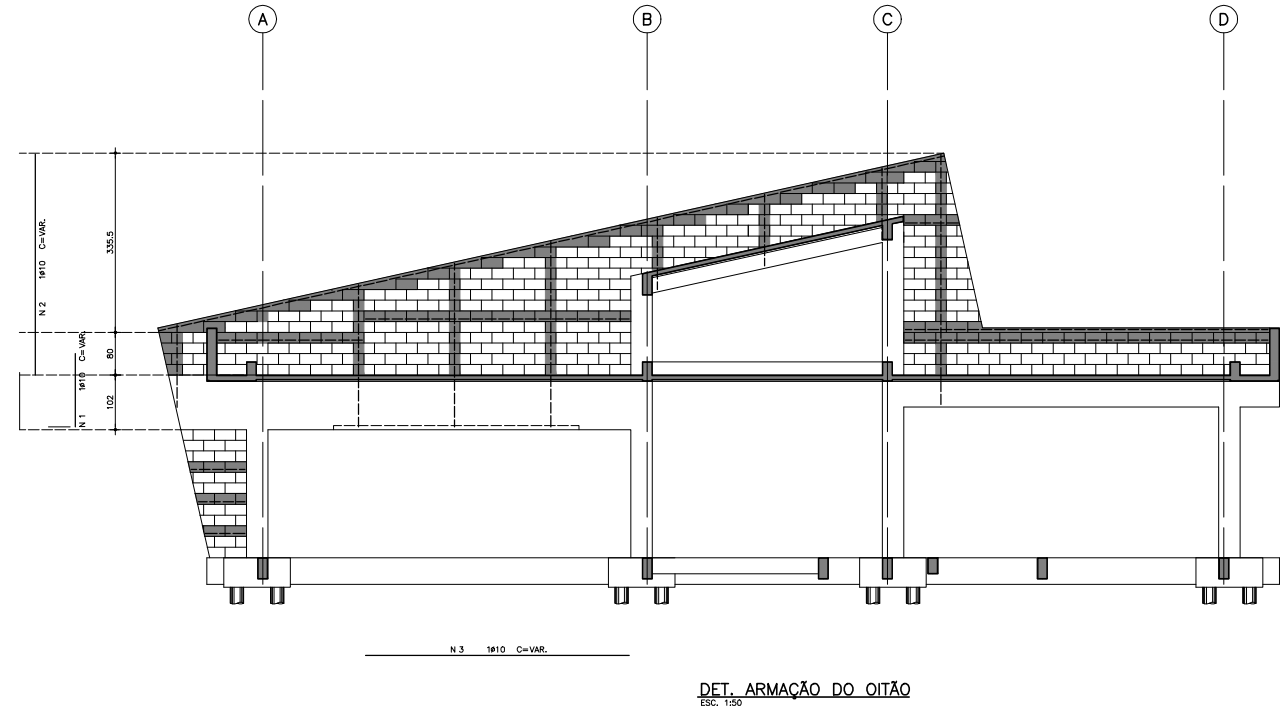 A
B
C
D
N 2 1ø10 C=VAR.
335.5
N 1 1ø10 C=VAR.
80
102
N 3 1ø10 C=VAR.
DET. ARMAÇÃO DO OITÃO
ESC. 1:50